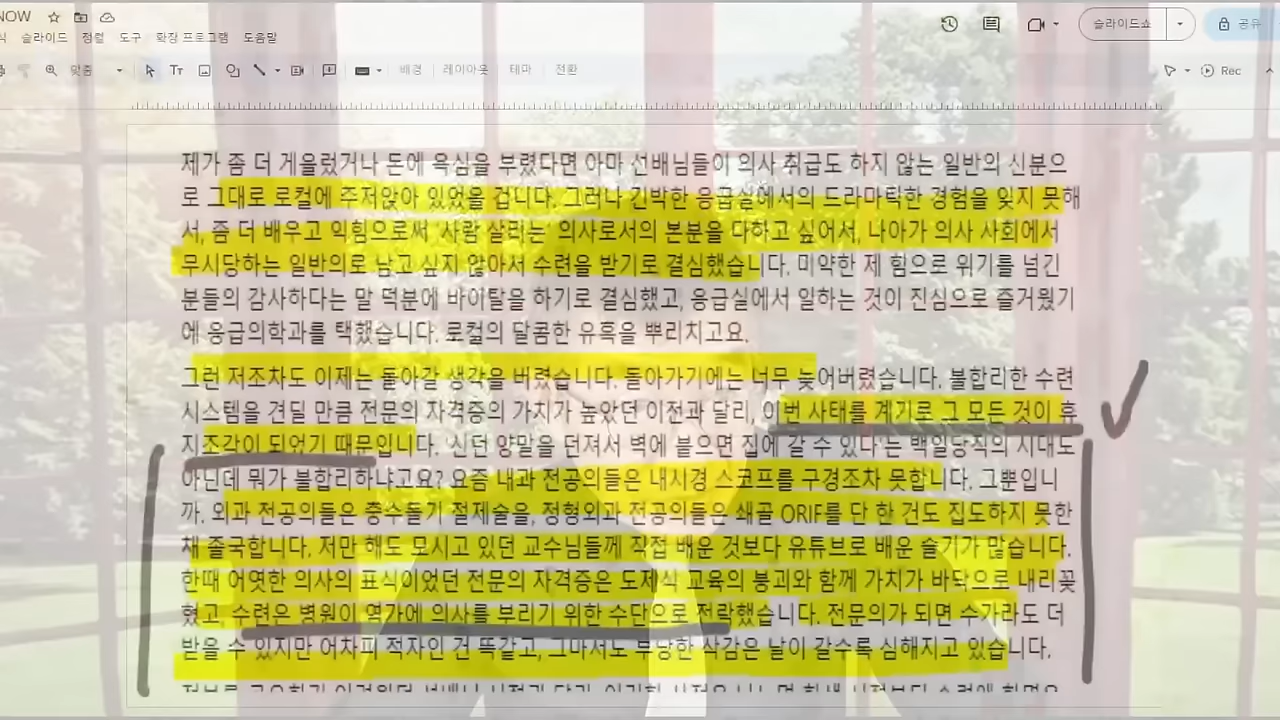 NOW
슬라이드 정렬 도구 확장 프로그램 도움말
슬라이드쇼
공유
맞춤
배경 레이아웃 테마 전환
Rec
제가 좀 더 게을렀거나 돈에 욕심을 부렸다면 아마 선배님들이 의사 취급도 하지 않는 일반의 신분으
로 그대로 로컬에 주저앉아 있었을 겁니다. 그러나 긴박한 응급실에서의 드라마틱한 경험을 잊지 못해
서, 좀 더 배우고 익힘으로써 '사람 살리는' 의사로서의 본분을 다하고 싶어서, 나아가 의사 사회에서
무시당하는 일반의로 남고 싶지 않아서 수련을 받기로 결심했습니다. 미약한 제 힘으로 위기를 넘긴
분들의 감사하다는 말 덕분에 바이탈을 하기로 결심했고, 응급실에서 일하는 것이 진심으로 즐거웠기
에 응급의학과를 택했습니다. 로컬의 달콤한 유혹을 뿌리치고요.
그런 저조차도 이제는 돌아갈 생각을 버렸습니다. 돌아가기에는 너무 늦어버렸습니다. 불합리한 수련
시스템을 견딜 만큼 전문의 자격증의 가치가 높았던 이전과 달리, 이번 사태를 계기로 그 모든 것이 휴
지조각이 되었기 때문입니다. '신던 양말을 던져서 벽에 붙으면 집에 갈 수 있다'는 백일당직의 시대도
아닌데 뭐가 불합리하냐고요? 요즘 내과 전공의들은 내시경 스코프를 구경조차 못합니다. 그뿐입니
까. 외과 전공의들은 충수돌기 절제술을, 정형외과 전공의들은 쇄골 ORIF를 단 한 건도 집도하지 못한
채 졸국합니다. 저만 해도 모시고 있던 교수님들께 직접 배운 것보다 유튜브로 배운 술기가 많습니다.
한때 어엿한 의사의 표식이었던 전문의 자격증은 도제식 교육의 붕괴와 함께 가치가 바닥으로 내리꽂
혔고, 수련은 병원이 염가에 의사를 부리기 위한 수단으로 전락했습니다. 전문의가 되면 수가라도 더
받을 수 있지만 어차피 적자인 건 똑같고, 그마저도 부당한 삭감은 날이 갈수록 심해지고 있습니다.